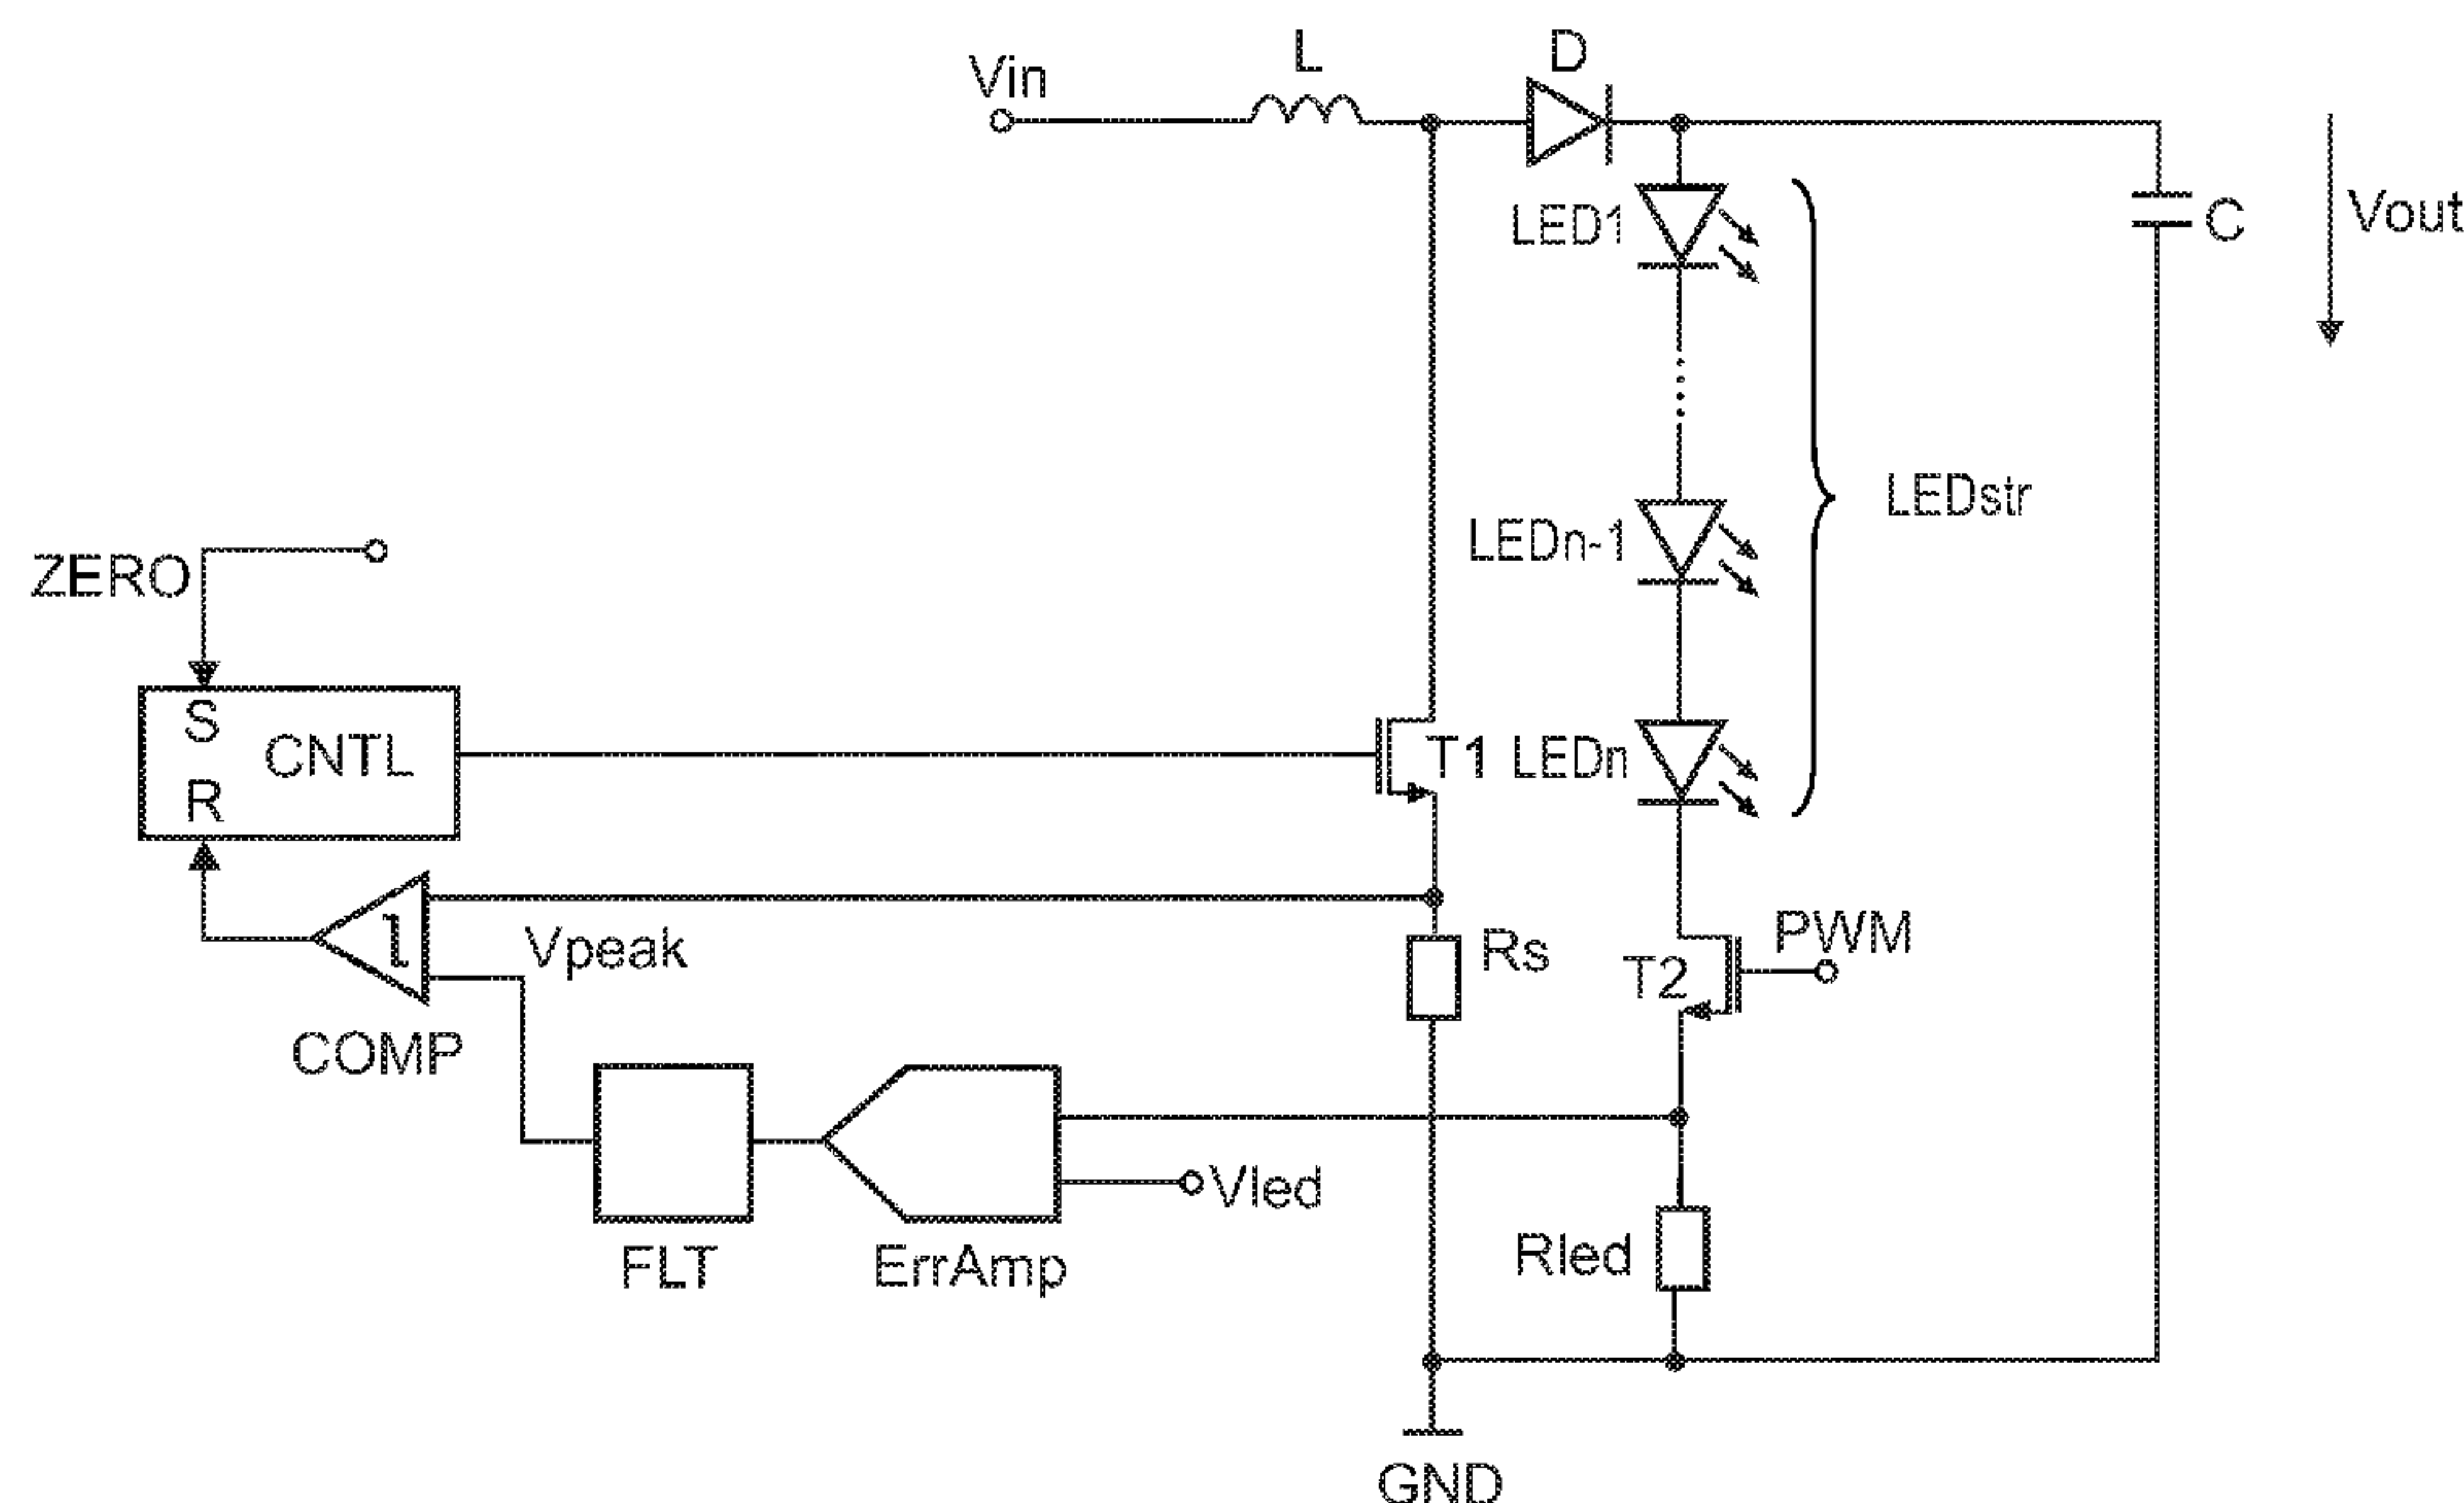 L
D
Vin
LED1
C
Vout
LEDn-1
LEDstr
ZERO
S
R
CNTL
T1
LEDn
Vpeak
COMP
Rs
T2
PWM
Vled
FLT
ErrAmp
Rled
GND